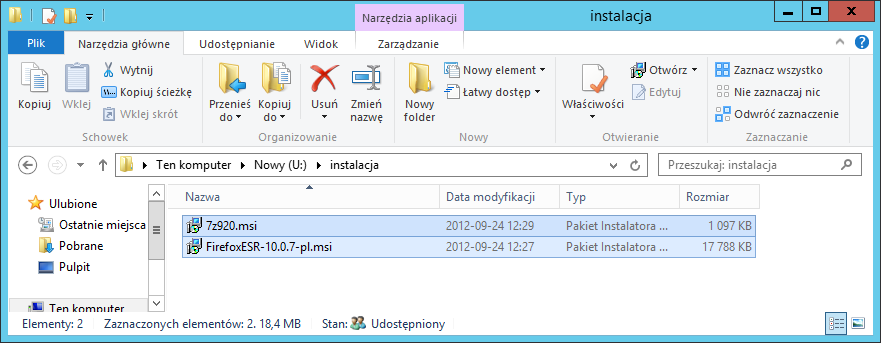 Narzędzia aplikacji
instalacja
Plik
Narzędzia główne
Udostępnianie
Widok
Zarządzanie
Kopiuj
Wklej
Wytnij
Kopiuj ścieżkę
Wklej skrót
Schowek
Przenieś do
Kopiuj do
Usuń
Zmień nazwę
Organizowanie
Nowy folder
Nowy element
Łatwy dostęp
Nowy
Właściwości
Otwórz
Edytuj
Otwieranie
Zaznacz wszystko
Nie zaznaczaj nic
Odwróć zaznaczenie
Zaznaczanie
Ten komputer Nowy (U:) instalacja
Przeszukaj: instalacja
Ulubione
Ostatnie miejsca
Pobrane
Pulpit
Ten komputer
Nazwa Data modyfikacji Typ Rozmiar
7z920.msi 2012-09-24 12:29 Pakiet Instalatora ... 1 097 KB
FirefoxESR-10.0.7-pl.msi 2012-09-24 12:27 Pakiet Instalatora ... 17 788 KB
Elementy: 2 Zaznaczonych elementów: 2. 18,4 MB Stan: Udostępniony